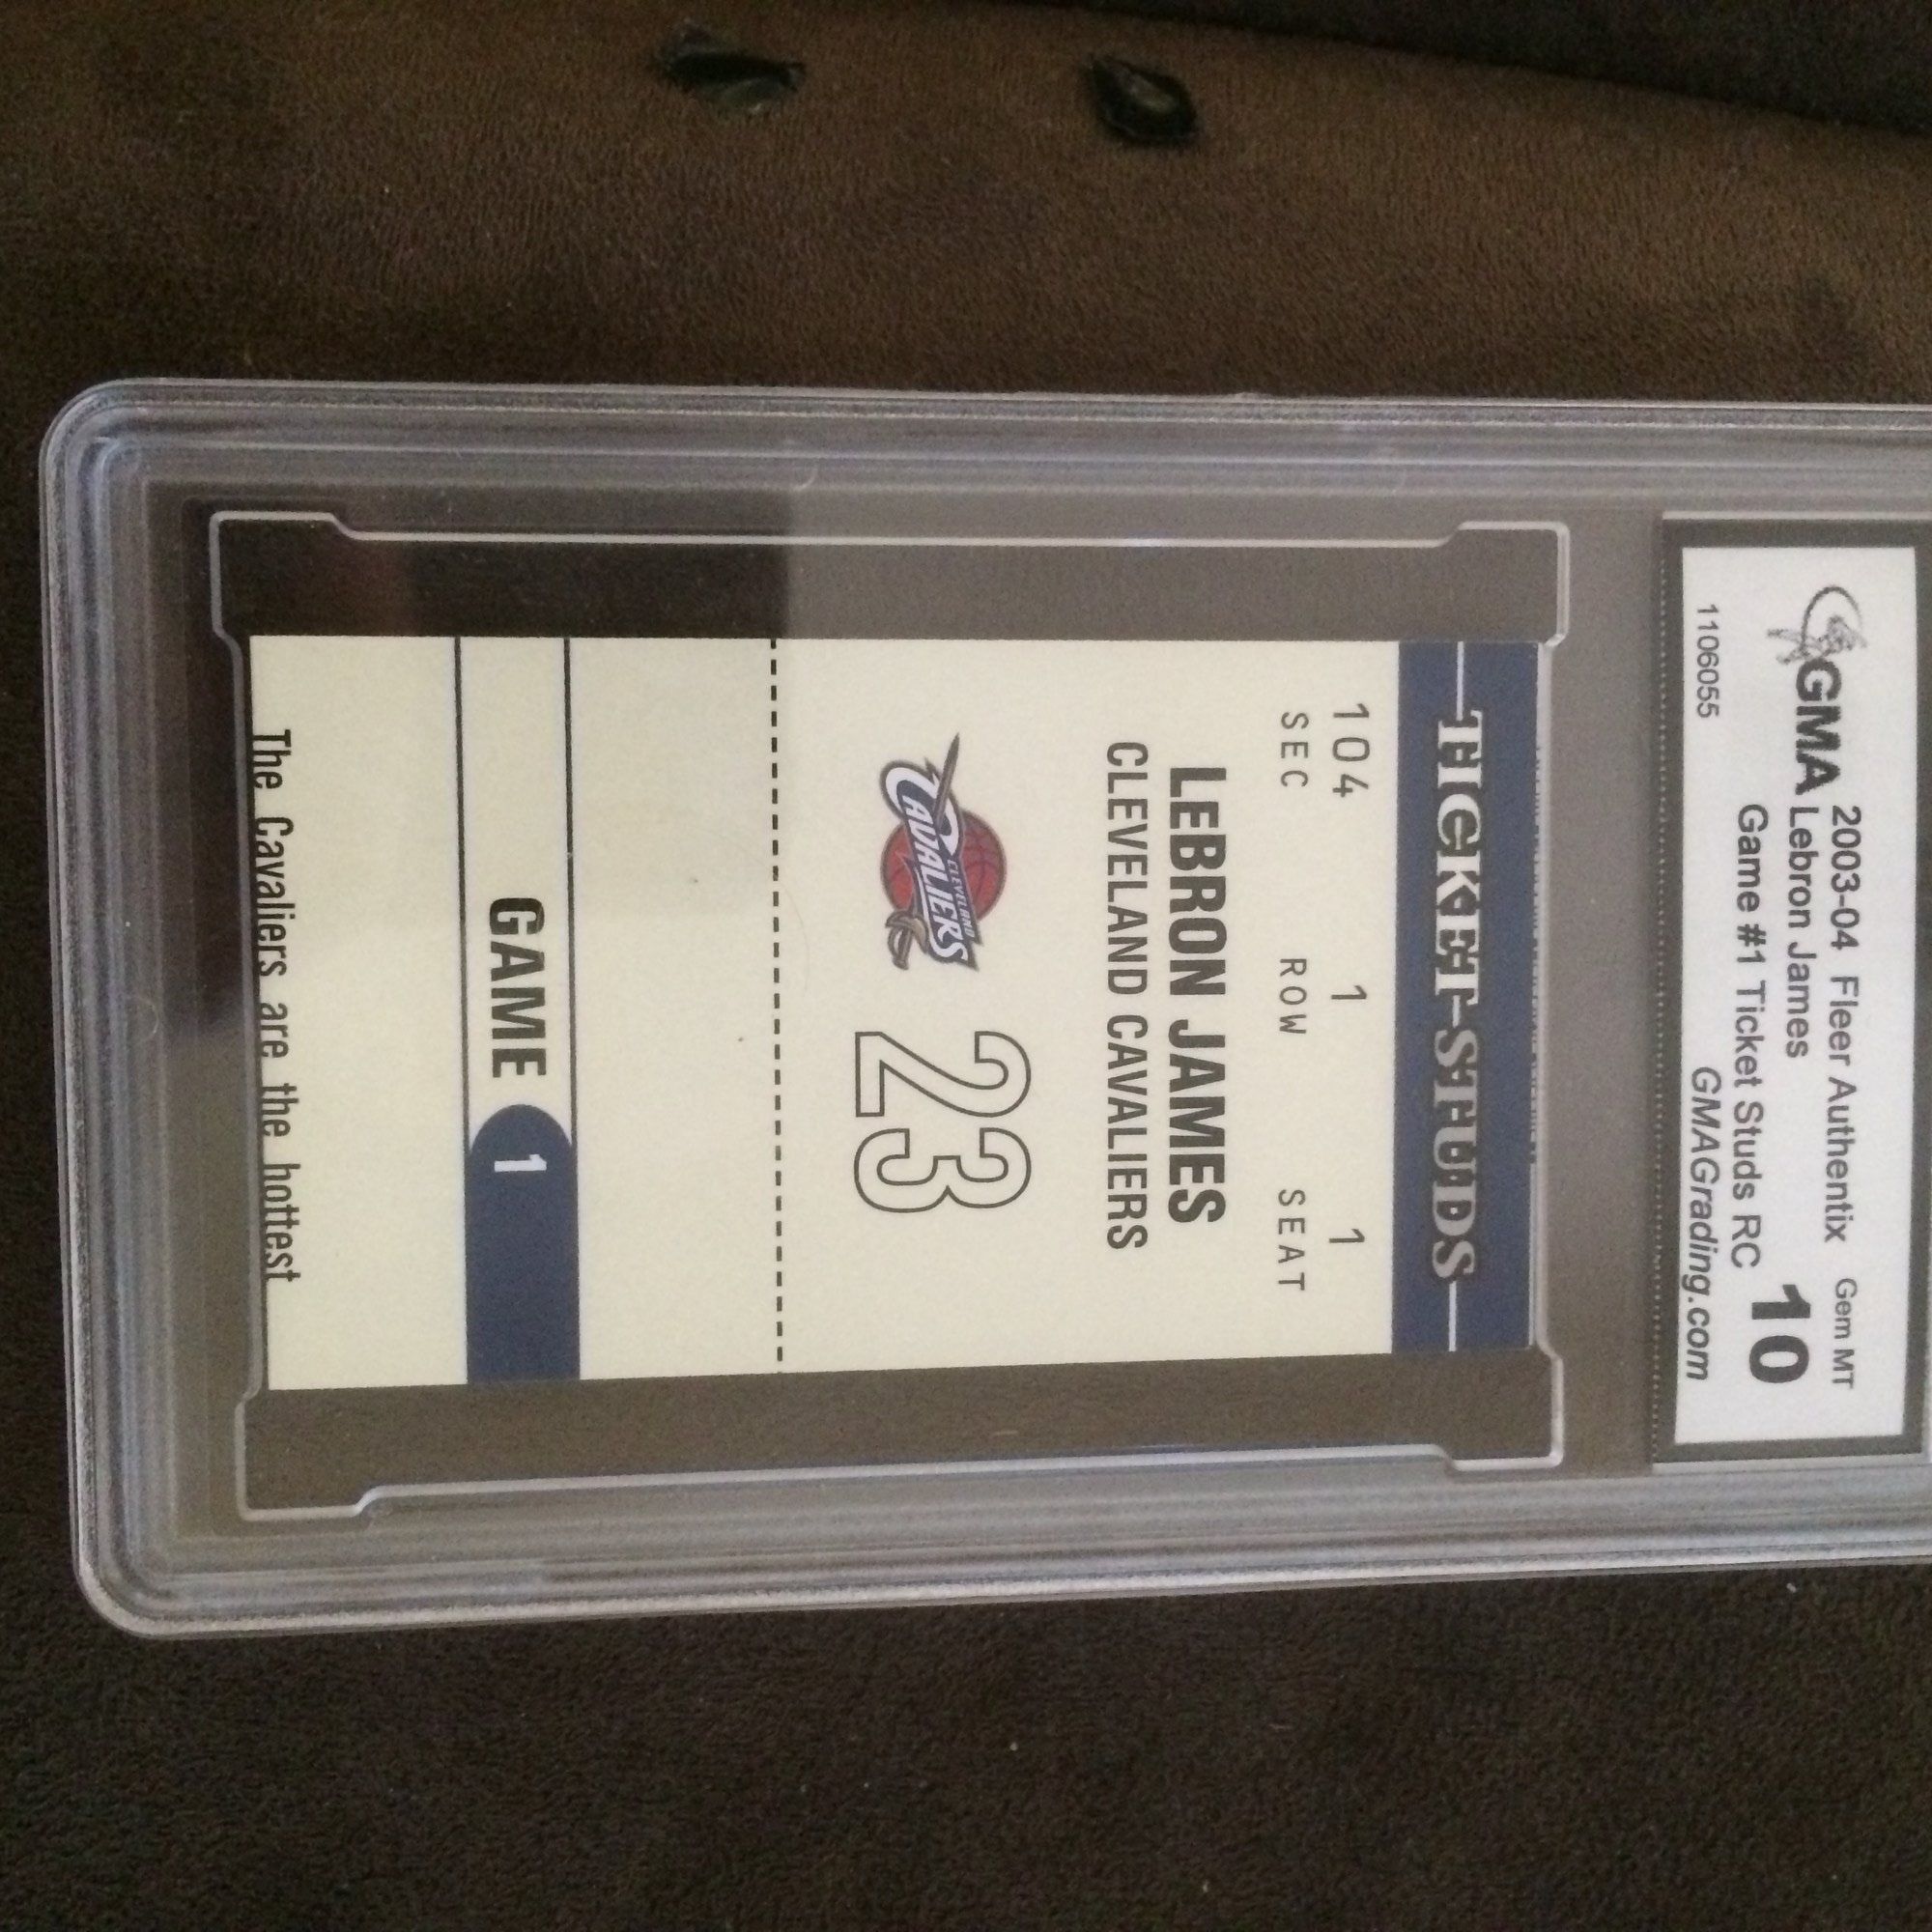 GMA
2003-04 Fleer Authentix
Gem MT
Lebron James
Game #1 Ticket Studs RC
10
1106055
GMAGrading.com
TICKET STUDS
104 1 1
SEC ROW SEAT
LEBRON JAMES
CLEVELAND CAVALIERS
CLEVELAND
CAVALIERS
23
GAME 1
The Cavaliers are the hottest